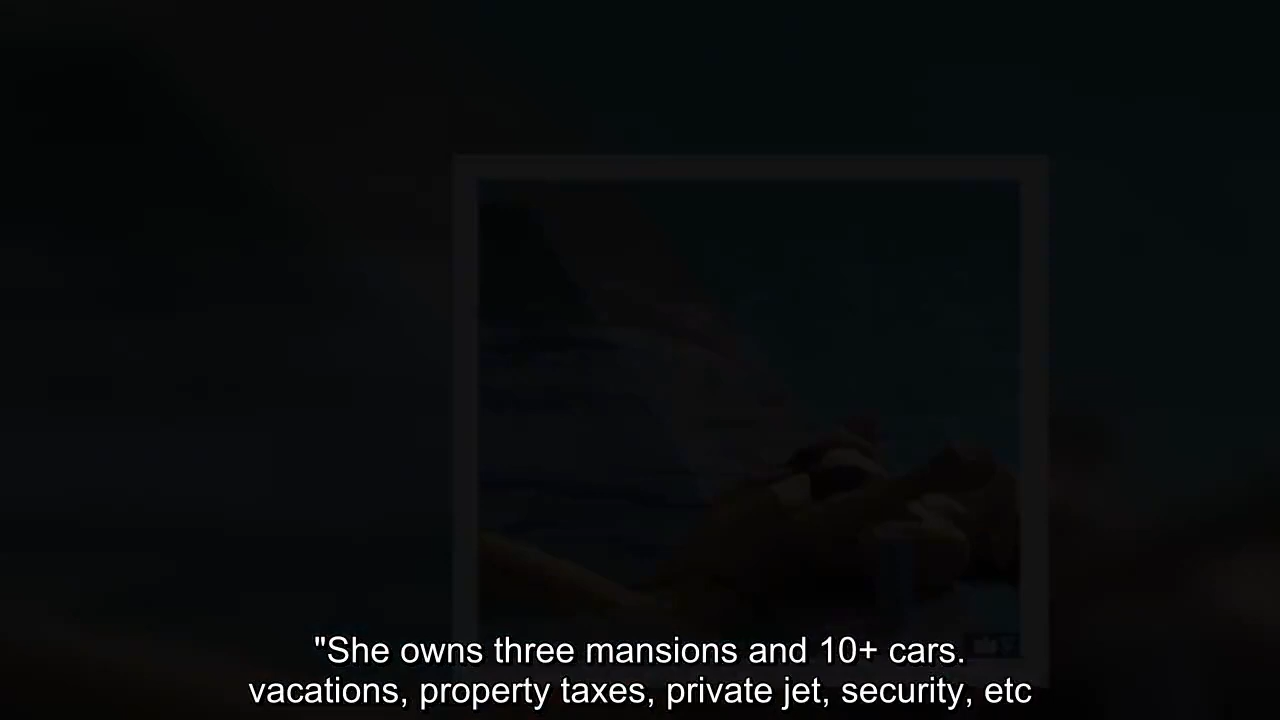 "She owns three mansions and 10+ cars.
vacations, property taxes, private jet, security, etc